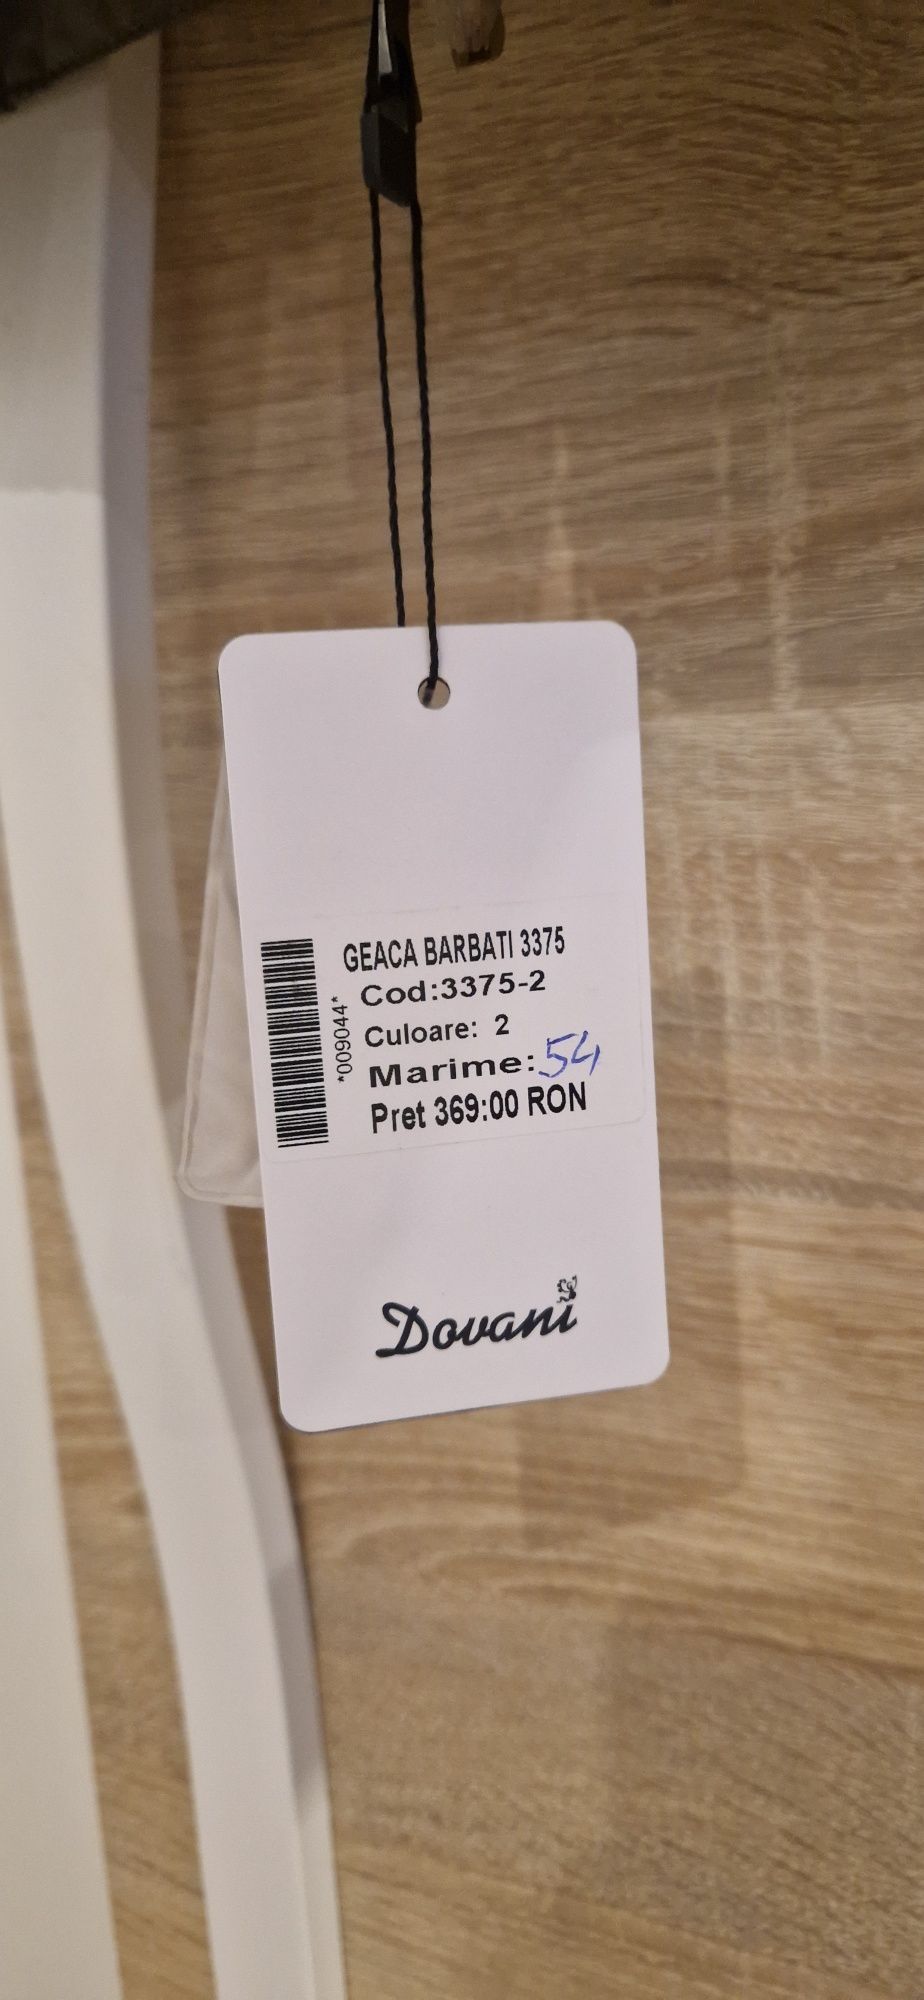 GEACA BARBATI 3375
Cod:3375-2
Culoare: 2
Marime:54
Pret 369:00 RON
*009044*
Dovani